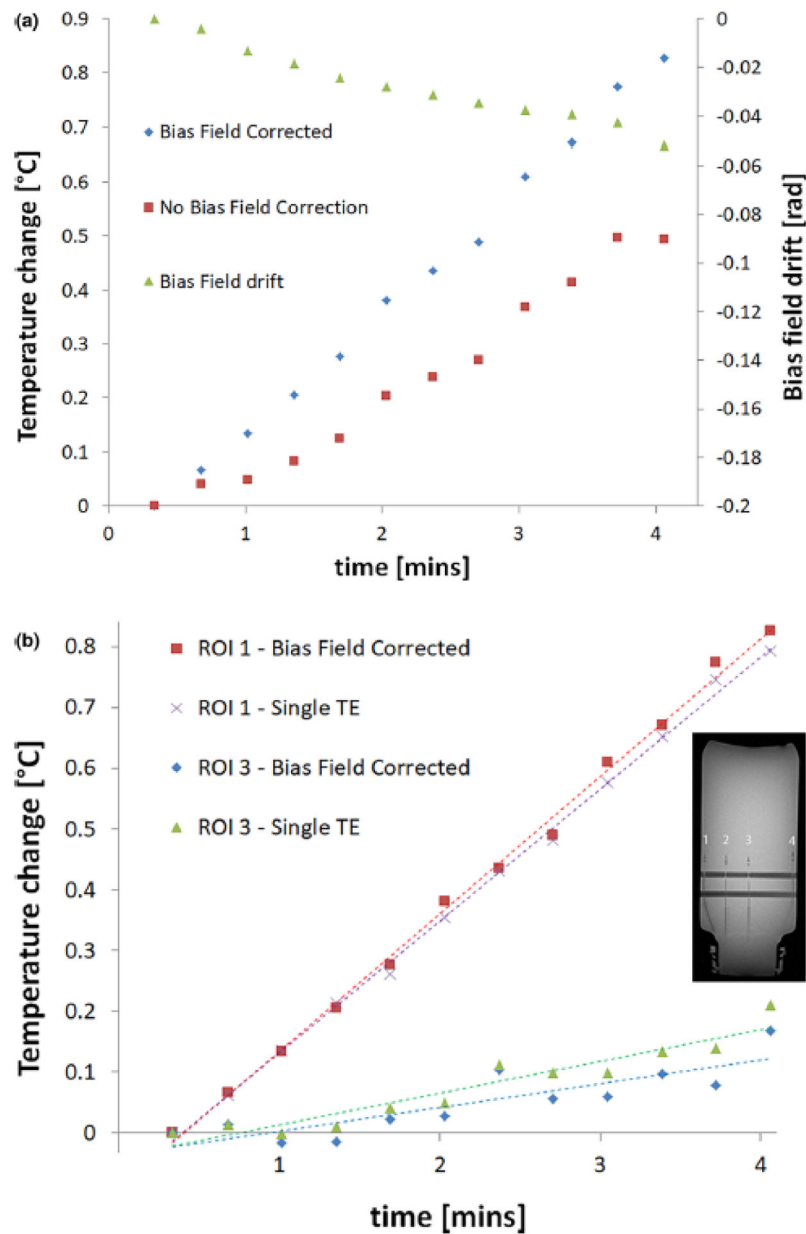 (a)
0.9
0.8
0.7
0.6
0.5
0.4
0.3
0.2
0.1
0
Temperature change [°C]
Bias Field Corrected
No Bias Field Correction
Bias Field drift
0
-0.02
-0.04
-0.06
-0.08
-0.1
-0.12
-0.14
-0.16
-0.18
-0.2
Bias field drift [rad]
0 1 2 3 4
time [mins]
(b)
0.8
0.7
0.6
0.5
0.4
0.3
0.2
0.1
0
Temperature change [°C]
ROI 1 - Bias Field Corrected
ROI 1 - Single TE
ROI 3 - Bias Field Corrected
ROI 3 - Single TE
1 2 3 4
1 2 3 4
time [mins]